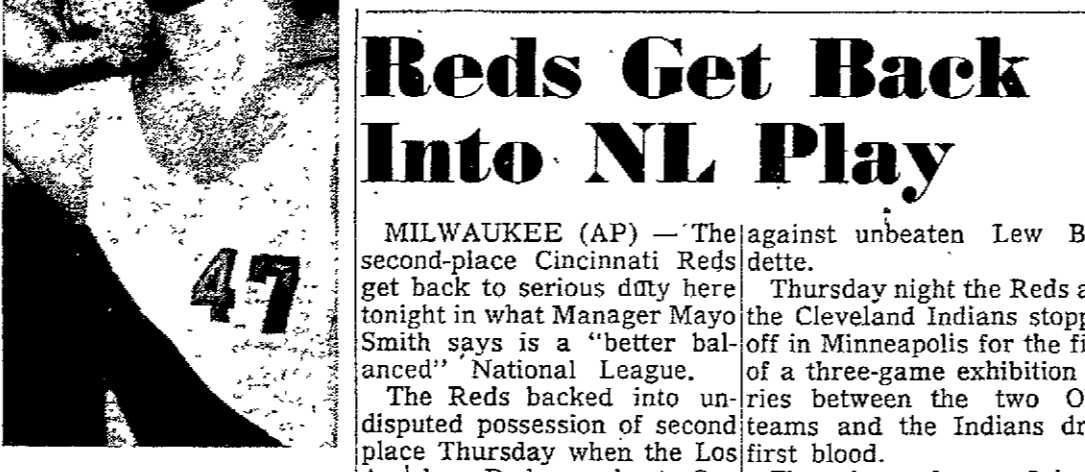 47
Reds Get Back
Into NL Play
MILWAUKEE (AP) — The
second-place Cincinnati Reds
get back to serious duty here
tonight in what Manager Mayo
Smith says is a “better bal-
anced” National League.
The Reds backed into un-
disputed possession of second
place Thursday when the Los
against unbeaten Lew
dette.
Thursday night the Reds
the Cleveland Indians
off in Minneapolis for the
of a three-game exhibition
ries between the two
teams and the Indians
first blood.